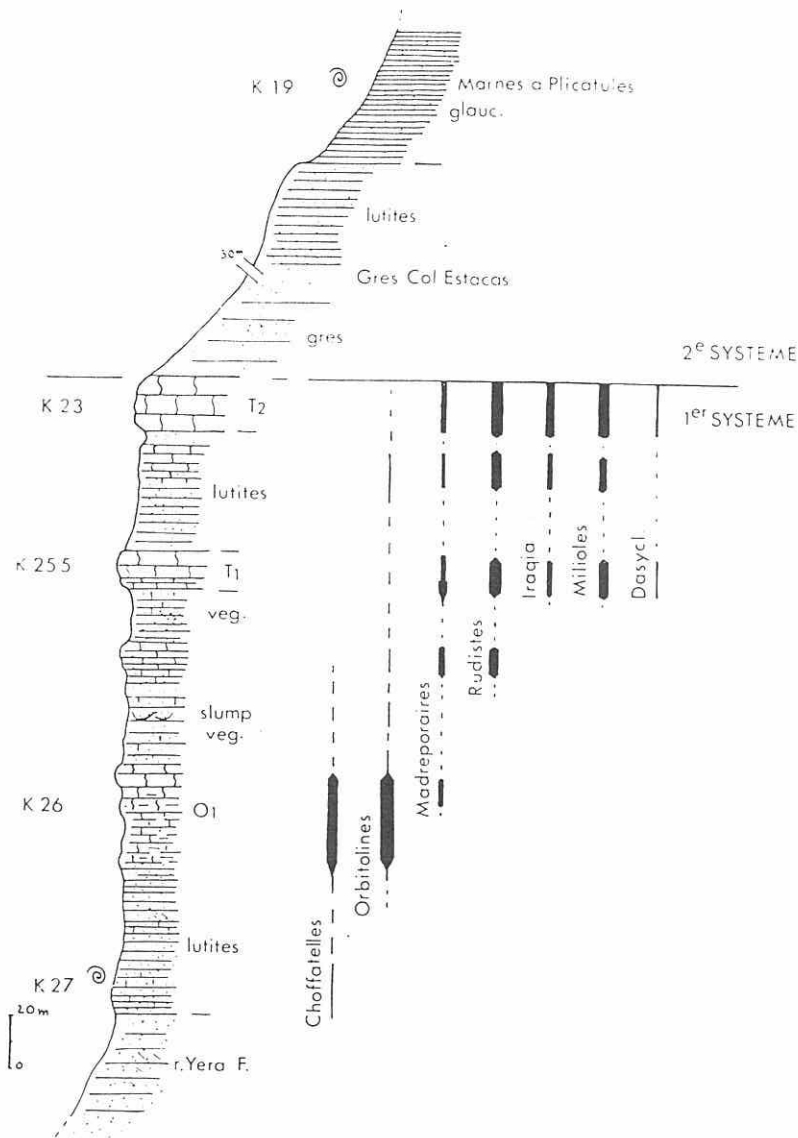 K 19
Marnes a Plicatules
glauc.
lutites
30m
Gres Col Estacas
gres
2e SYSTEME
1er SYSTEME
K 23
T2
lutites
K 25 5
T1
veg.
slump
veg.
K 26
O1
lutites
K 27
20m
0
r. Yera F.
Choffatelles
Orbitolines
Madreporaires
Rudistes
Iraqia
Milioles
Dasycl.